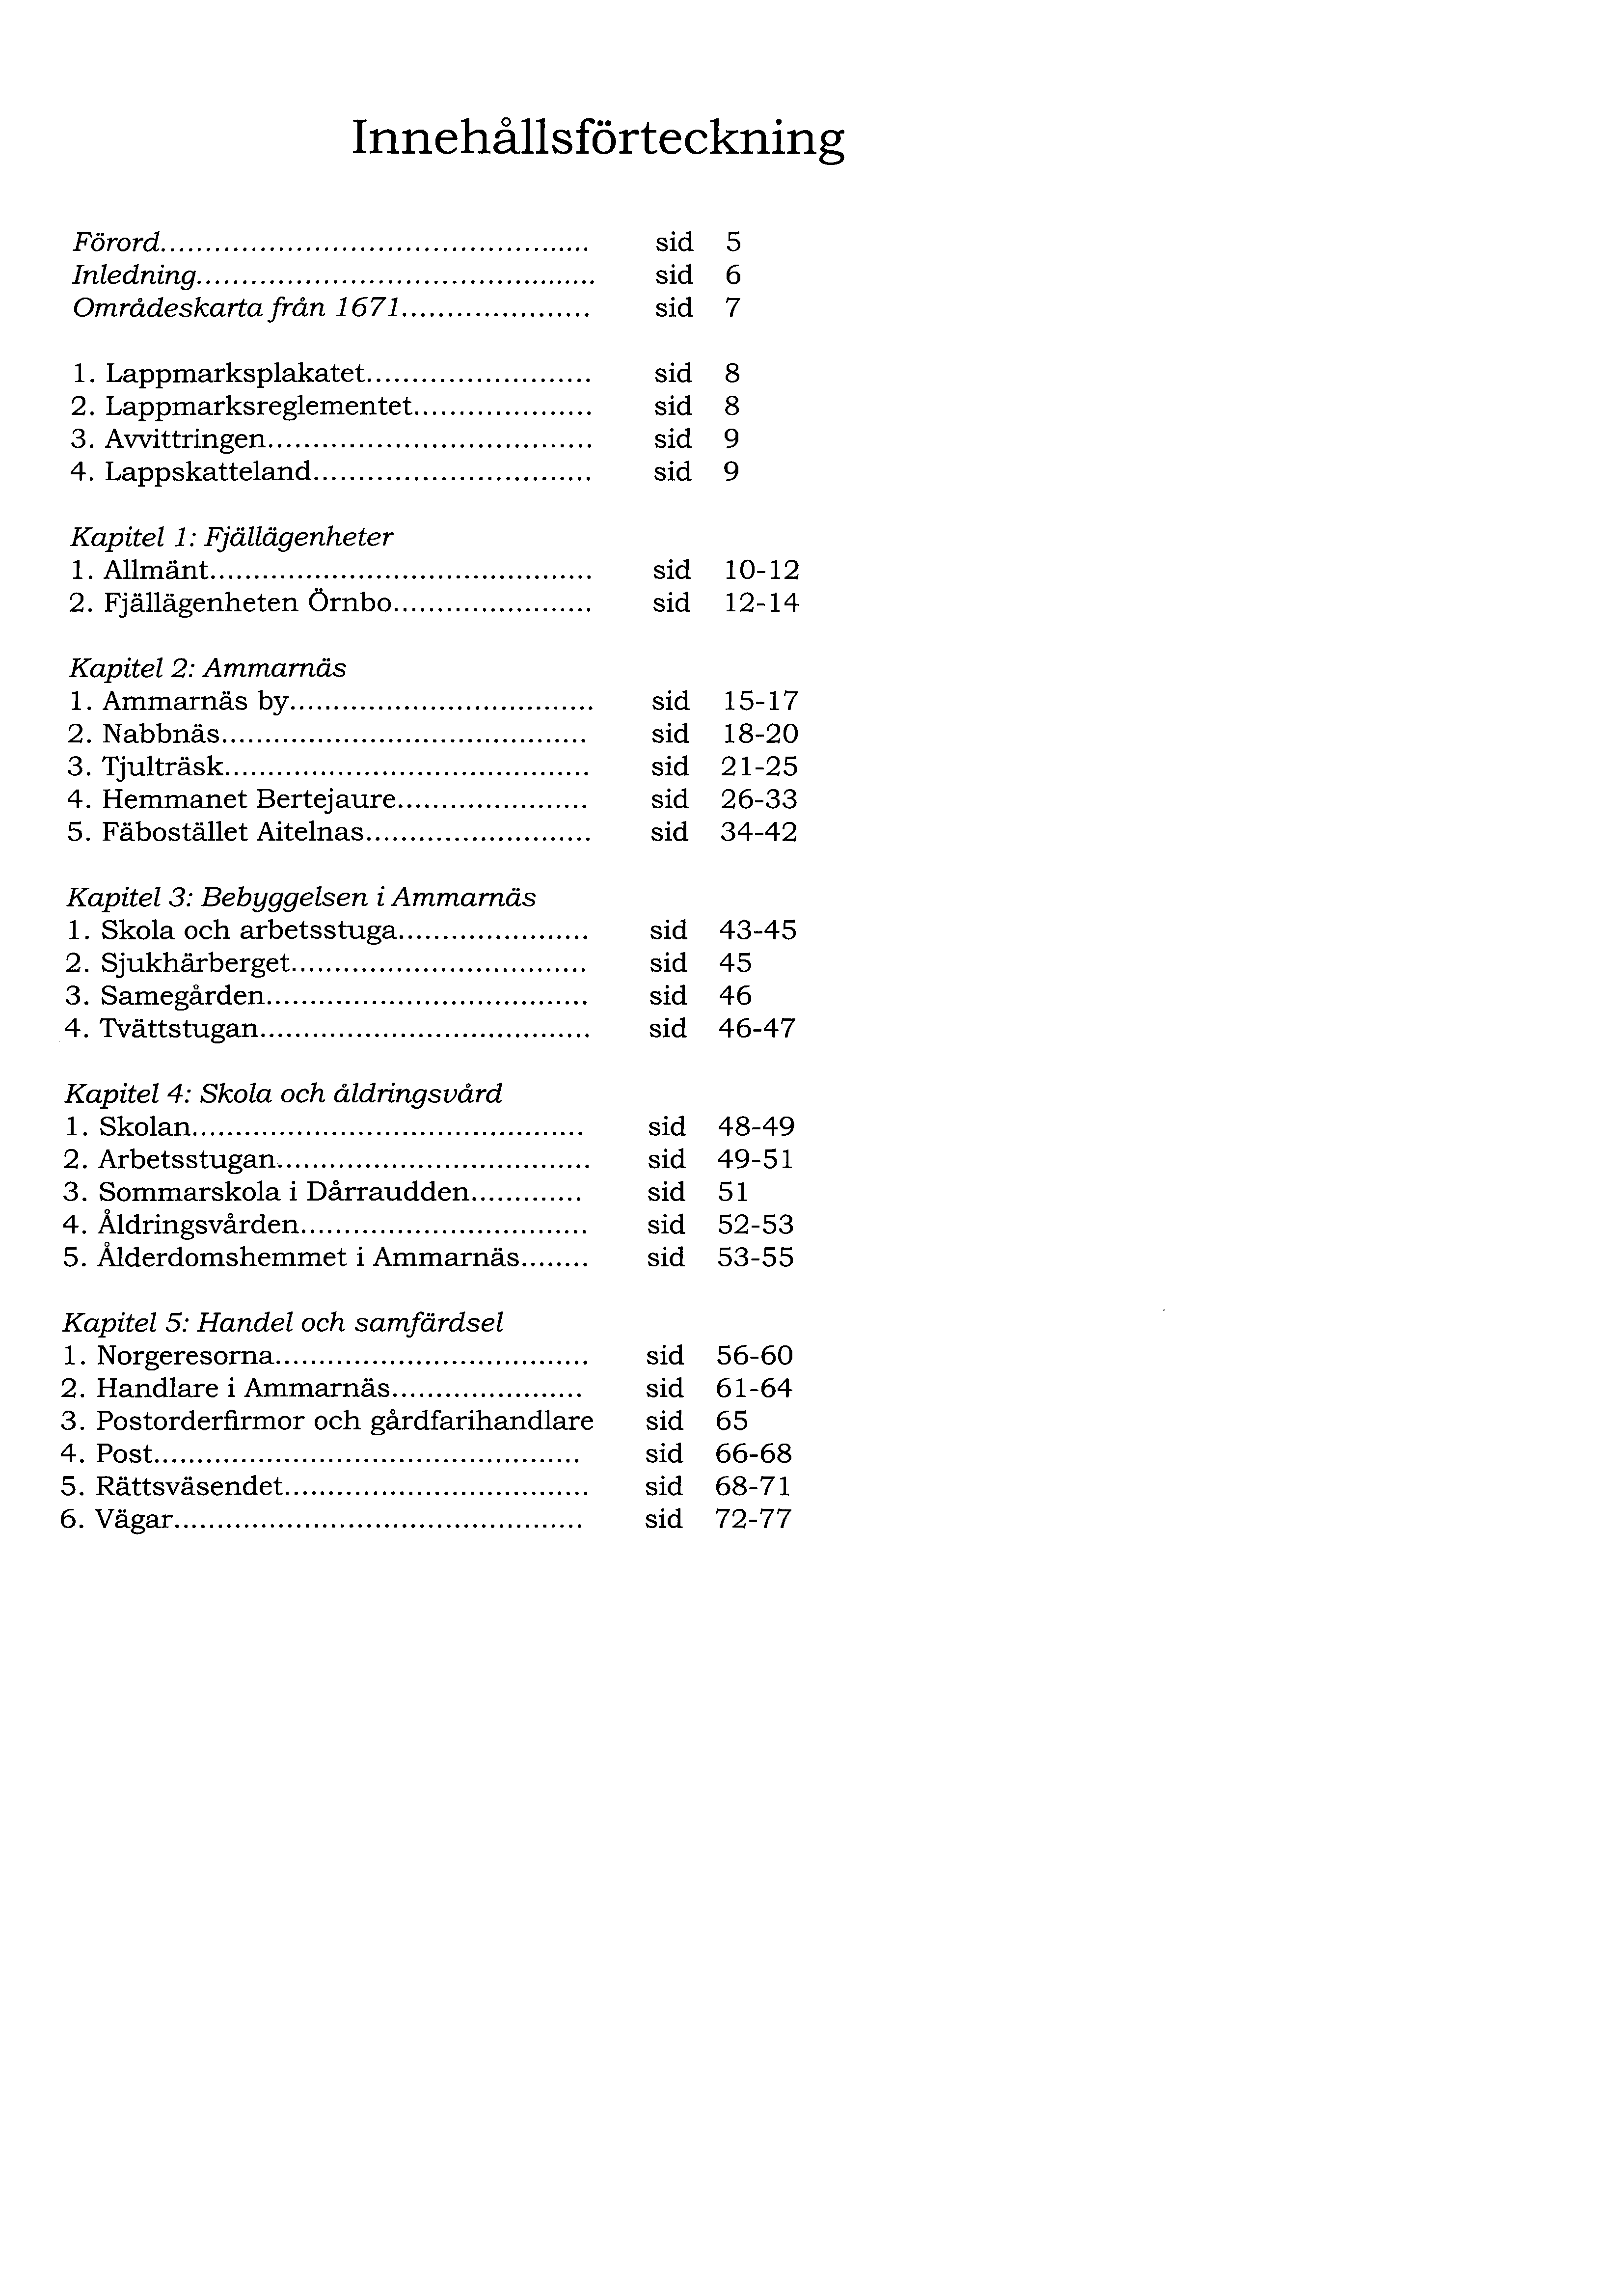 Innehållsförteckning
Förord................................................ sid 5
Inledning............................................. sid 6
Områdeskarta från 1671..................... sid 7
1. Lappmarksplakatet......................... sid 8
2. Lappmarksreglementet.................... sid 8
3. Avvittringen.................................... sid 9
4. Lappskatteland............................... sid 9
Kapitel 1: Fjällägenheter
1. Allmänt........................................... sid 10-12
2. Fjällägenheten Örnbo...................... sid 12-14
Kapitel 2: Ammarnäs
1. Ammarnäs by.................................. sid 15-17
2. Nabbnäs......................................... sid 18-20
3. Tjulträsk......................................... sid 21-25
4. Hemmanet Bertejaure...................... sid 26-33
5. Fäbostället Aitelnas.......................... sid 34-42
Kapitel 3: Bebyggelsen i Ammarnäs
1. Skola och arbetsstuga...................... sid 43-45
2. Sjukhärberget................................. sid 45
3. Samegården.................................... sid 46
4. Tvättstugan..................................... sid 46-47
Kapitel 4: Skola och åldringsvård
1. Skolan............................................ sid 48-49
2. Arbetsstugan................................... sid 49-51
3. Sommarskola i Dårraudden............. sid 51
4. Åldringsvården................................ sid 52-53
5. Ålderdomshemmet i Ammarnäs........ sid 53-55
Kapitel 5: Handel och samfärdsel
1. Norgeresorna................................... sid 56-60
2. Handlare i Ammarnäs...................... sid 61-64
3. Postorderfirmor och gårdfarihandlare sid 65
4. Post................................................ sid 66-68
5. Rättsväsendet.................................. sid 68-71
6. Vägar.............................................. sid 72-77